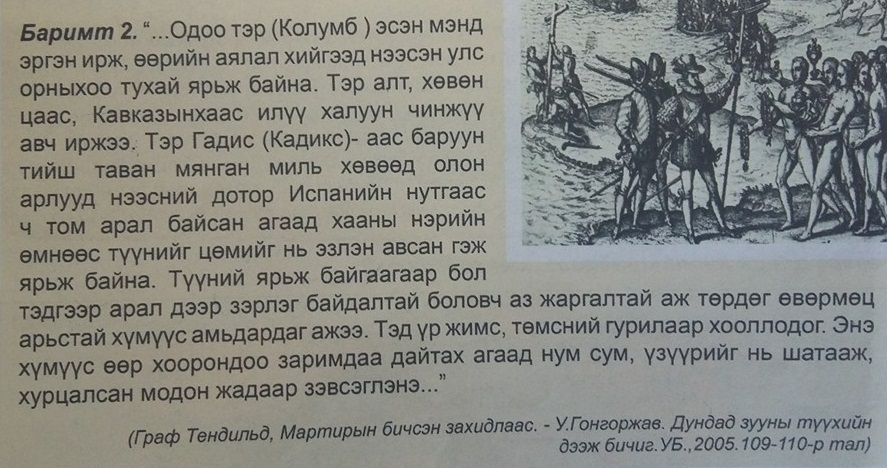 Баримт 2. “...Одоо тэр (Колумб ) эсэн мэнд
эргэн ирж, өөрийн аялал хийгээд нээсэн улс
орныхоо тухай ярьж байна. Тэр алт, хөвөн
цаас, Кавказынхаас илүү халуун чинжүү
авч иржээ. Тэр Гадис (Кадикс)- аас баруун
тийш таван мянган миль хөвөөд олон
арлууд нээсний дотор Испанийн нутгаас
ч том арал байсан агаад хааны нэрийн
өмнөөс түүнийг цөмийг нь эзлэн авсан гэж
ярьж байна. Түүний ярьж байгаагаар бол
тэдгээр арал дээр зэрлэг байдалтай боловч аз жаргалтай аж төрдөг өвөрмөц
арьстай хүмүүс амьдардаг ажээ. Тэд үр жимс, төмсний гурилаар хооллодог. Энэ
хүмүүс өөр хоорондоо заримдаа дайтах агаад нум сум, үзүүрийг нь шатааж,
хурцалсан модон жадаар зэвсэглэнэ...”
(Граф Тендильд, Мартирын бичсэн захидлаас. - У.Гонгоржав. Дундад зууны түүхийн
дээж бичиг.УБ.,2005.109-110-р тал)